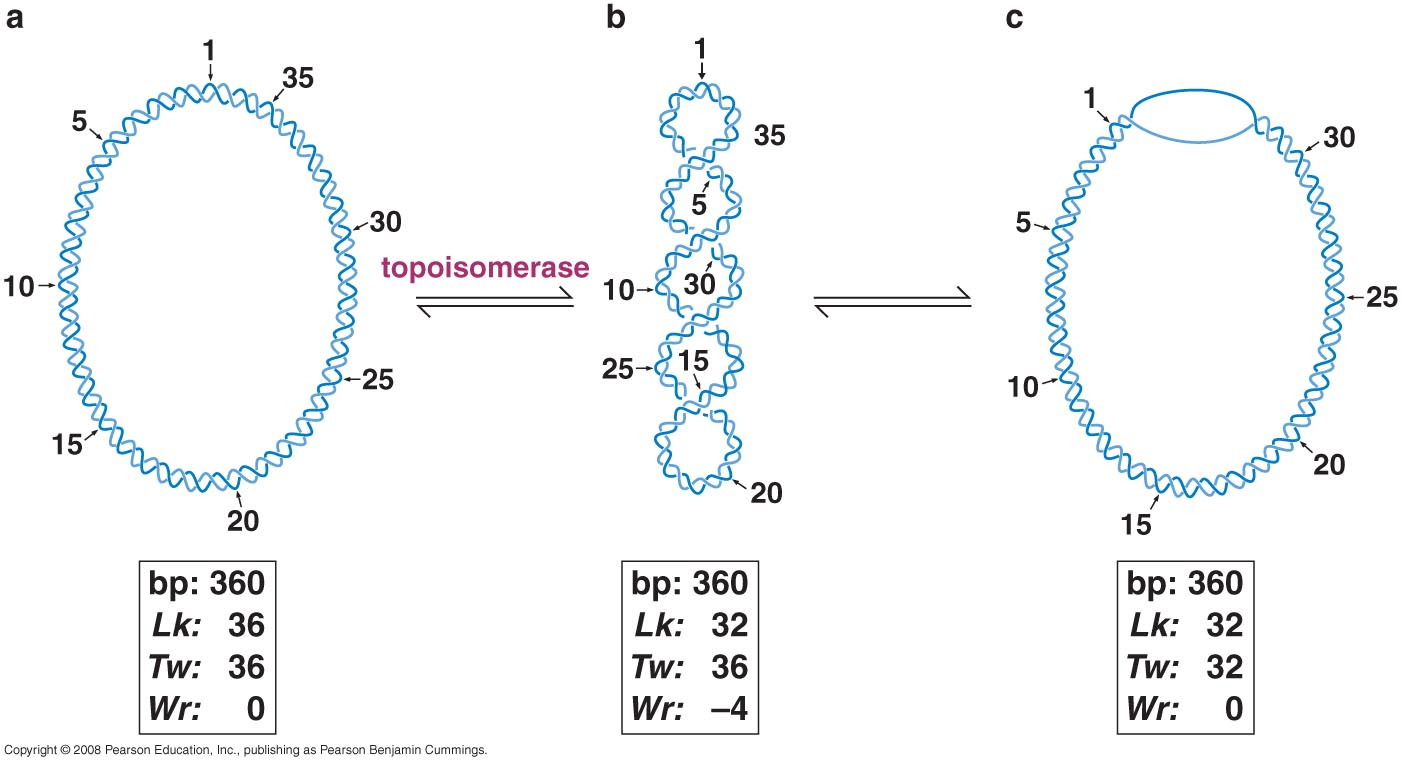 a
b
c
1
35
5
30
10
25
15
20
topoisomerase
1
35
5
10
30
25
15
20
1
30
5
25
10
20
15
bp: 360
Lk: 36
Tw: 36
Wr: 0
bp: 360
Lk: 32
Tw: 36
Wr: –4
bp: 360
Lk: 32
Tw: 32
Wr: 0
Copyright © 2008 Pearson Education, Inc., publishing as Pearson Benjamin Cummings.